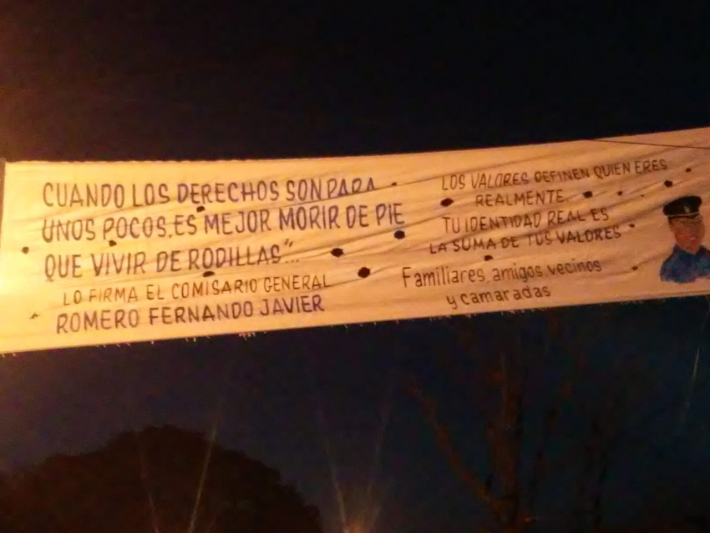 CUANDO LOS DERECHOS SON PARA
UNOS POCOS, ES MEJOR MORIR DE PIE
QUE VIVIR DE RODILLAS"...
LO FIRMA EL COMISARIO GENERAL
ROMERO FERNANDO JAVIER
LOS VALORES DEFINEN QUIEN ERES
REALMENTE.
TU IDENTIDAD REAL ES
LA SUMA DE TUS VALORES
Familiares, amigos, vecinos
y camaradas